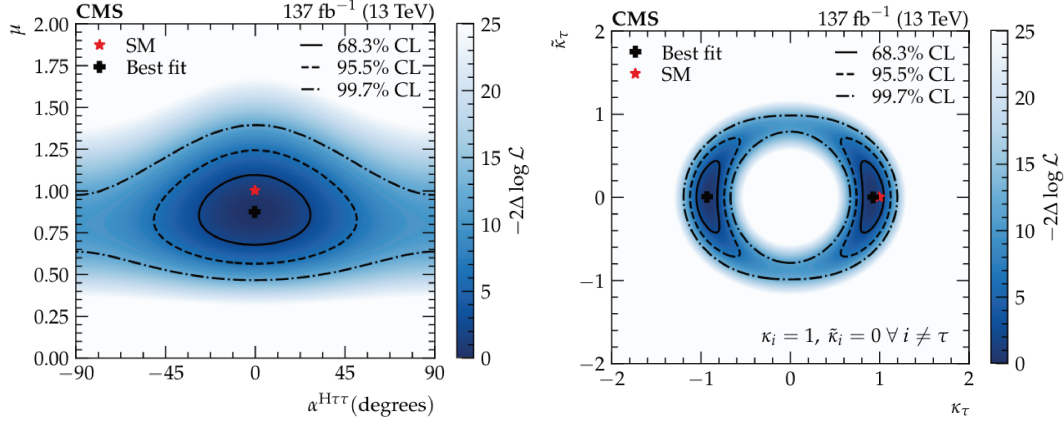 CMS 137 fb⁻¹ (13 TeV)
μ
2.00
1.75
1.50
1.25
1.00
0.75
0.50
0.25
0.00
SM
Best fit
68.3% CL
95.5% CL
99.7% CL
−90 −45 0 45 90
α^{Hττ}(degrees)
25
20
15
10
5
0
−2Δ log ℒ
CMS 137 fb⁻¹ (13 TeV)
κ̃_τ
2
1
0
−1
−2
Best fit
SM
68.3% CL
95.5% CL
99.7% CL
κ_i = 1, κ̃_i = 0 ∀ i ≠ τ
−2 −1 0 1 2
κ_τ
25
20
15
10
5
0
−2Δ log ℒ